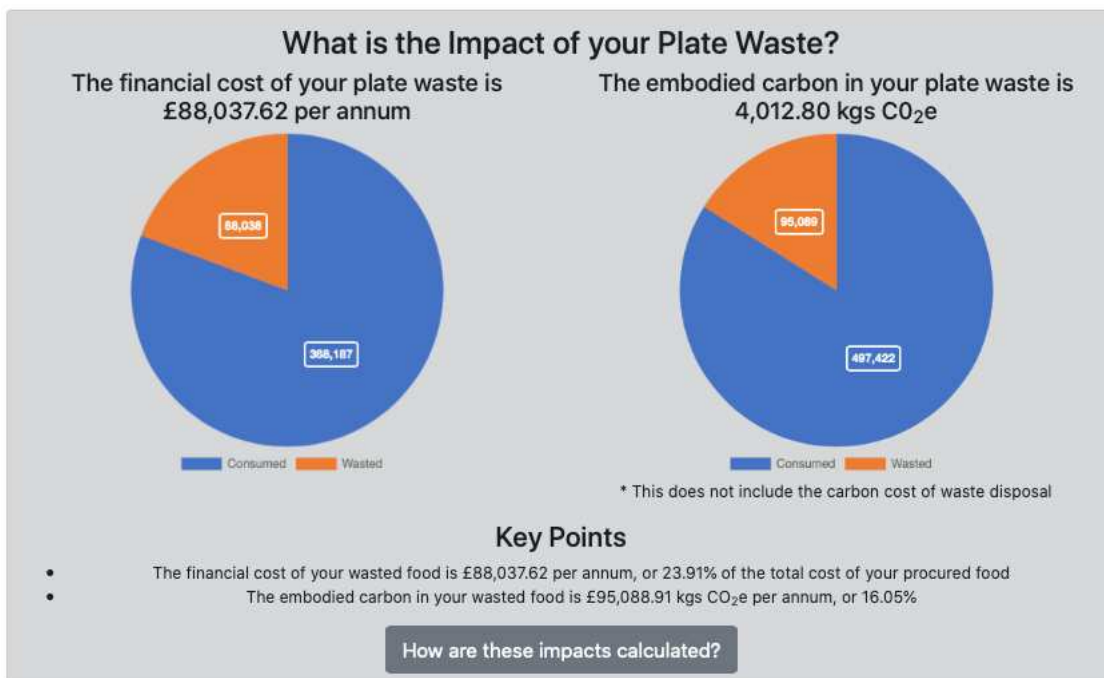 What is the Impact of your Plate Waste?
The financial cost of your plate waste is
£88,037.62 per annum
The embodied carbon in your plate waste is
4,012.80 kgs C0₂e
88,038
368,187
Consumed
Wasted
95,089
497,422
Consumed
Wasted
* This does not include the carbon cost of waste disposal
Key Points
• The financial cost of your wasted food is £88,037.62 per annum, or 23.91% of the total cost of your procured food
• The embodied carbon in your wasted food is £95,088.91 kgs CO₂e per annum, or 16.05%
How are these impacts calculated?